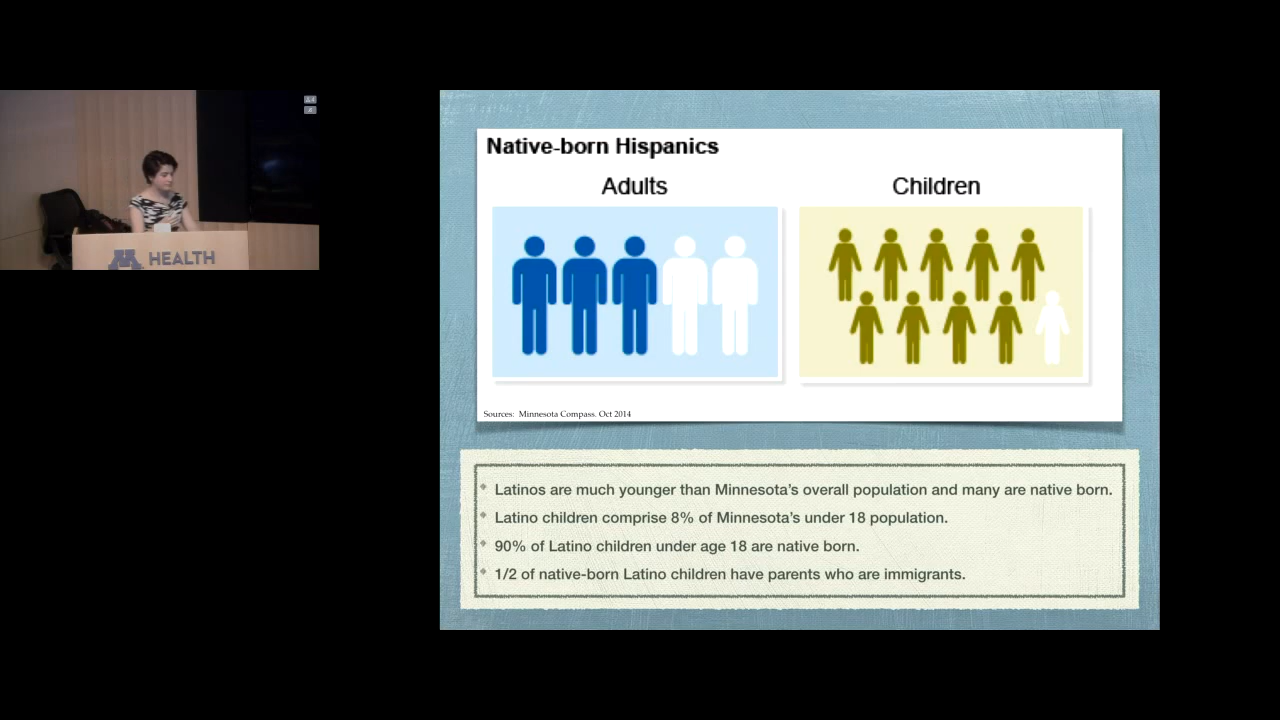 HEALTH
Native-born Hispanics
Adults
Children
Sources: Minnesota Compass. Oct 2014
Latinos are much younger than Minnesota's overall population and many are native born.
Latino children comprise 8% of Minnesota's under 18 population.
90% of Latino children under age 18 are native born.
1/2 of native-born Latino children have parents who are immigrants.